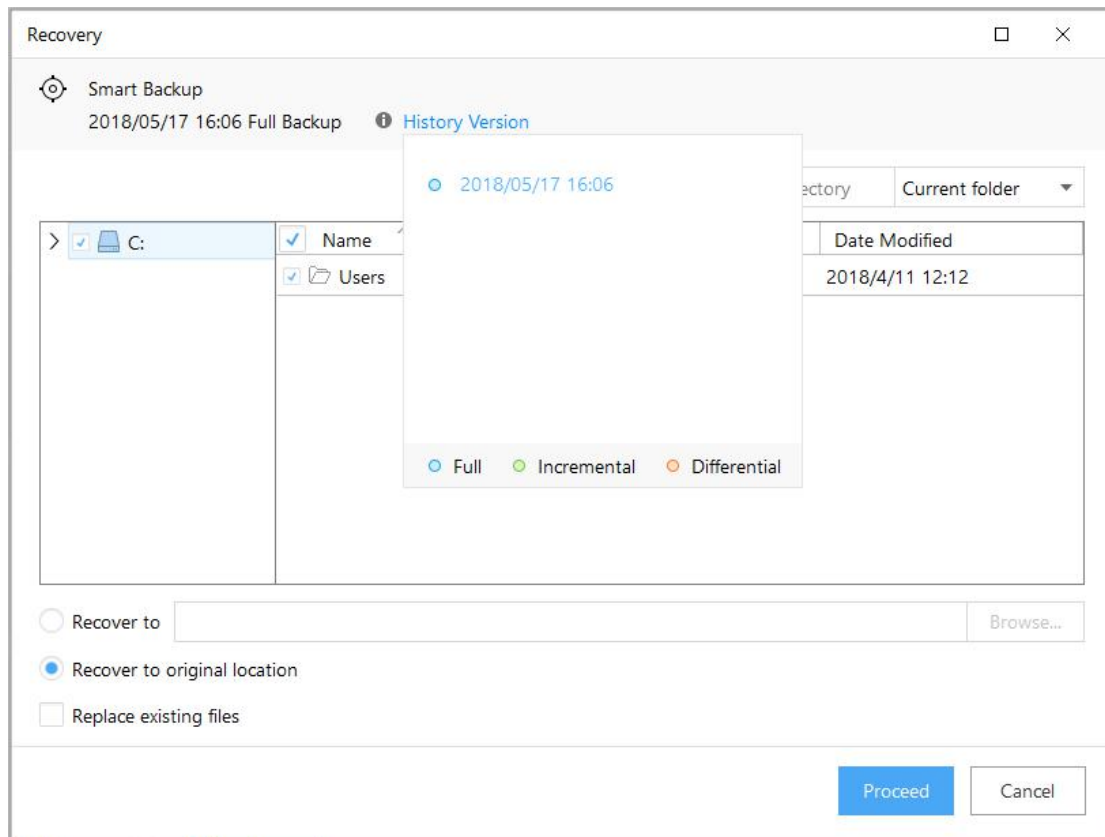 Recovery
Smart Backup
2018/05/17 16:06 Full Backup History Version
2018/05/17 16:06
Current folder
C:
Name Date Modified
Users 2018/4/11 12:12
Full Incremental Differential
Recover to Browse...
Recover to original location
Replace existing files
Proceed Cancel